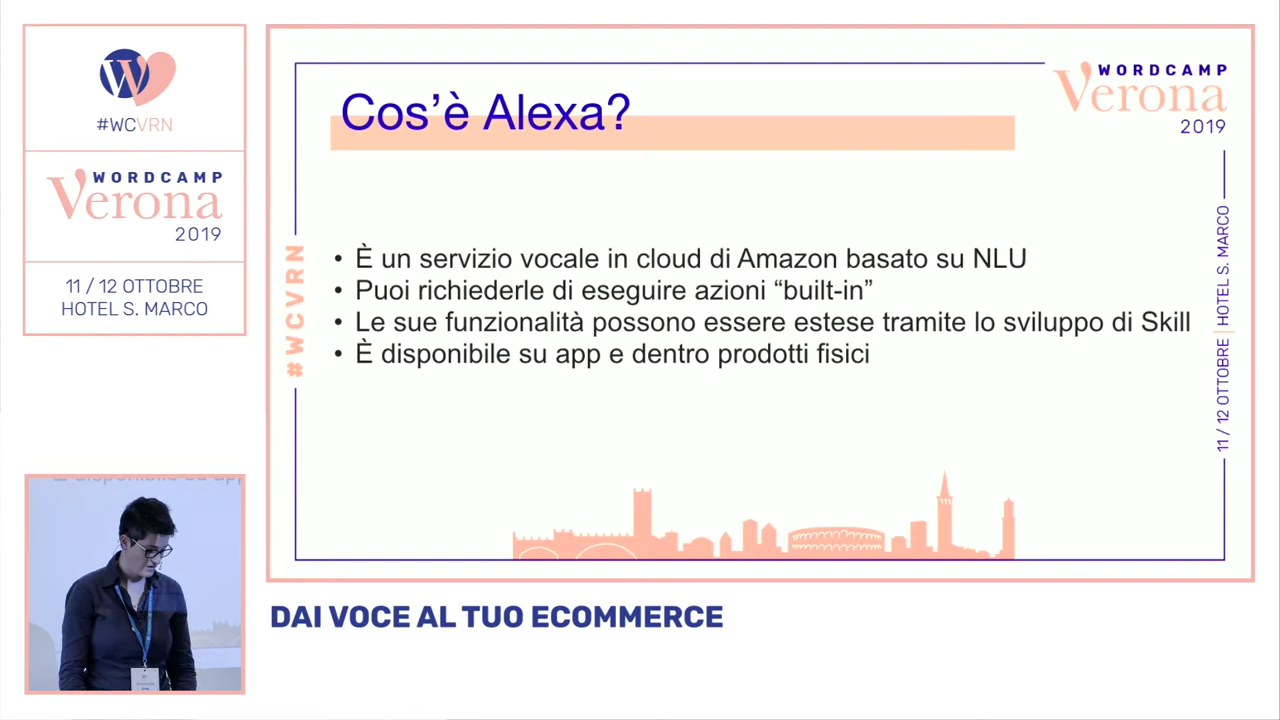 #WCVRN
WORDCAMP
Verona
2019
11 / 12 OTTOBRE
HOTEL S. MARCO
Cos’è Alexa?
WORDCAMP
Verona
2019
• È un servizio vocale in cloud di Amazon basato su NLU
• Puoi richiederle di eseguire azioni “built-in”
• Le sue funzionalità possono essere estese tramite lo sviluppo di Skill
• È disponibile su app e dentro prodotti fisici
#WCVRN
11 / 12 OTTOBRE | HOTEL S. MARCO
DAI VOCE AL TUO ECOMMERCE